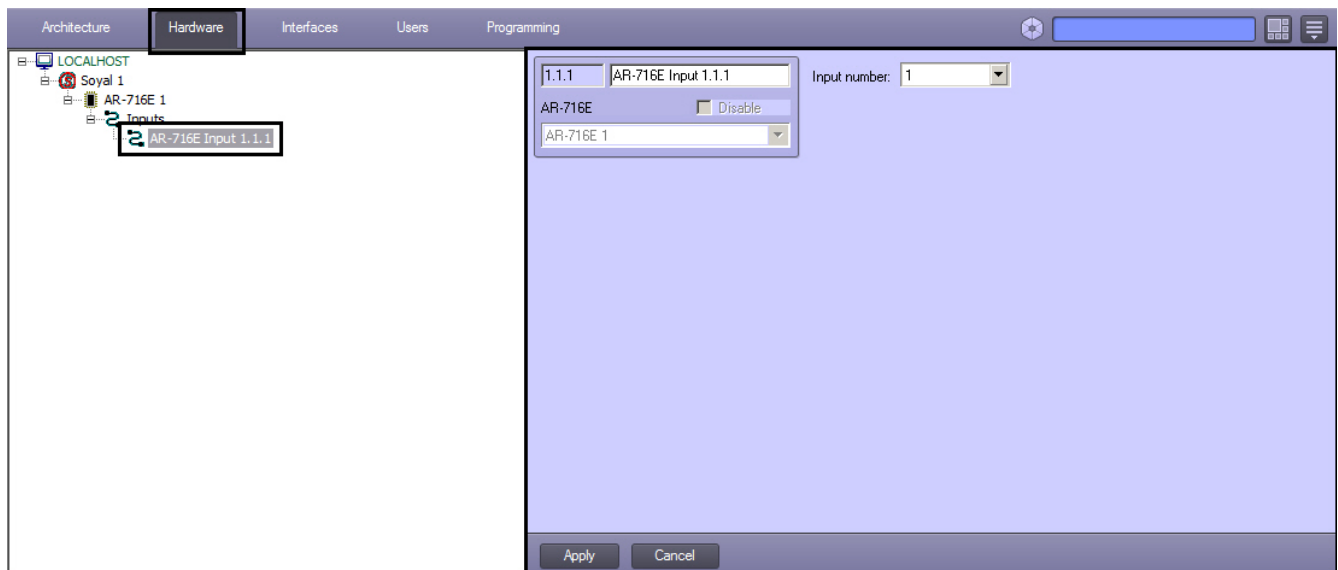 Architecture Hardware Interfaces Users Programming
LOCALHOST
Soyal 1
AR-716E 1
Inputs
AR-716E Input 1.1.1
1.1.1 AR-716E Input 1.1.1 Input number: 1
AR-716E Disable
AR-716E 1
Apply Cancel